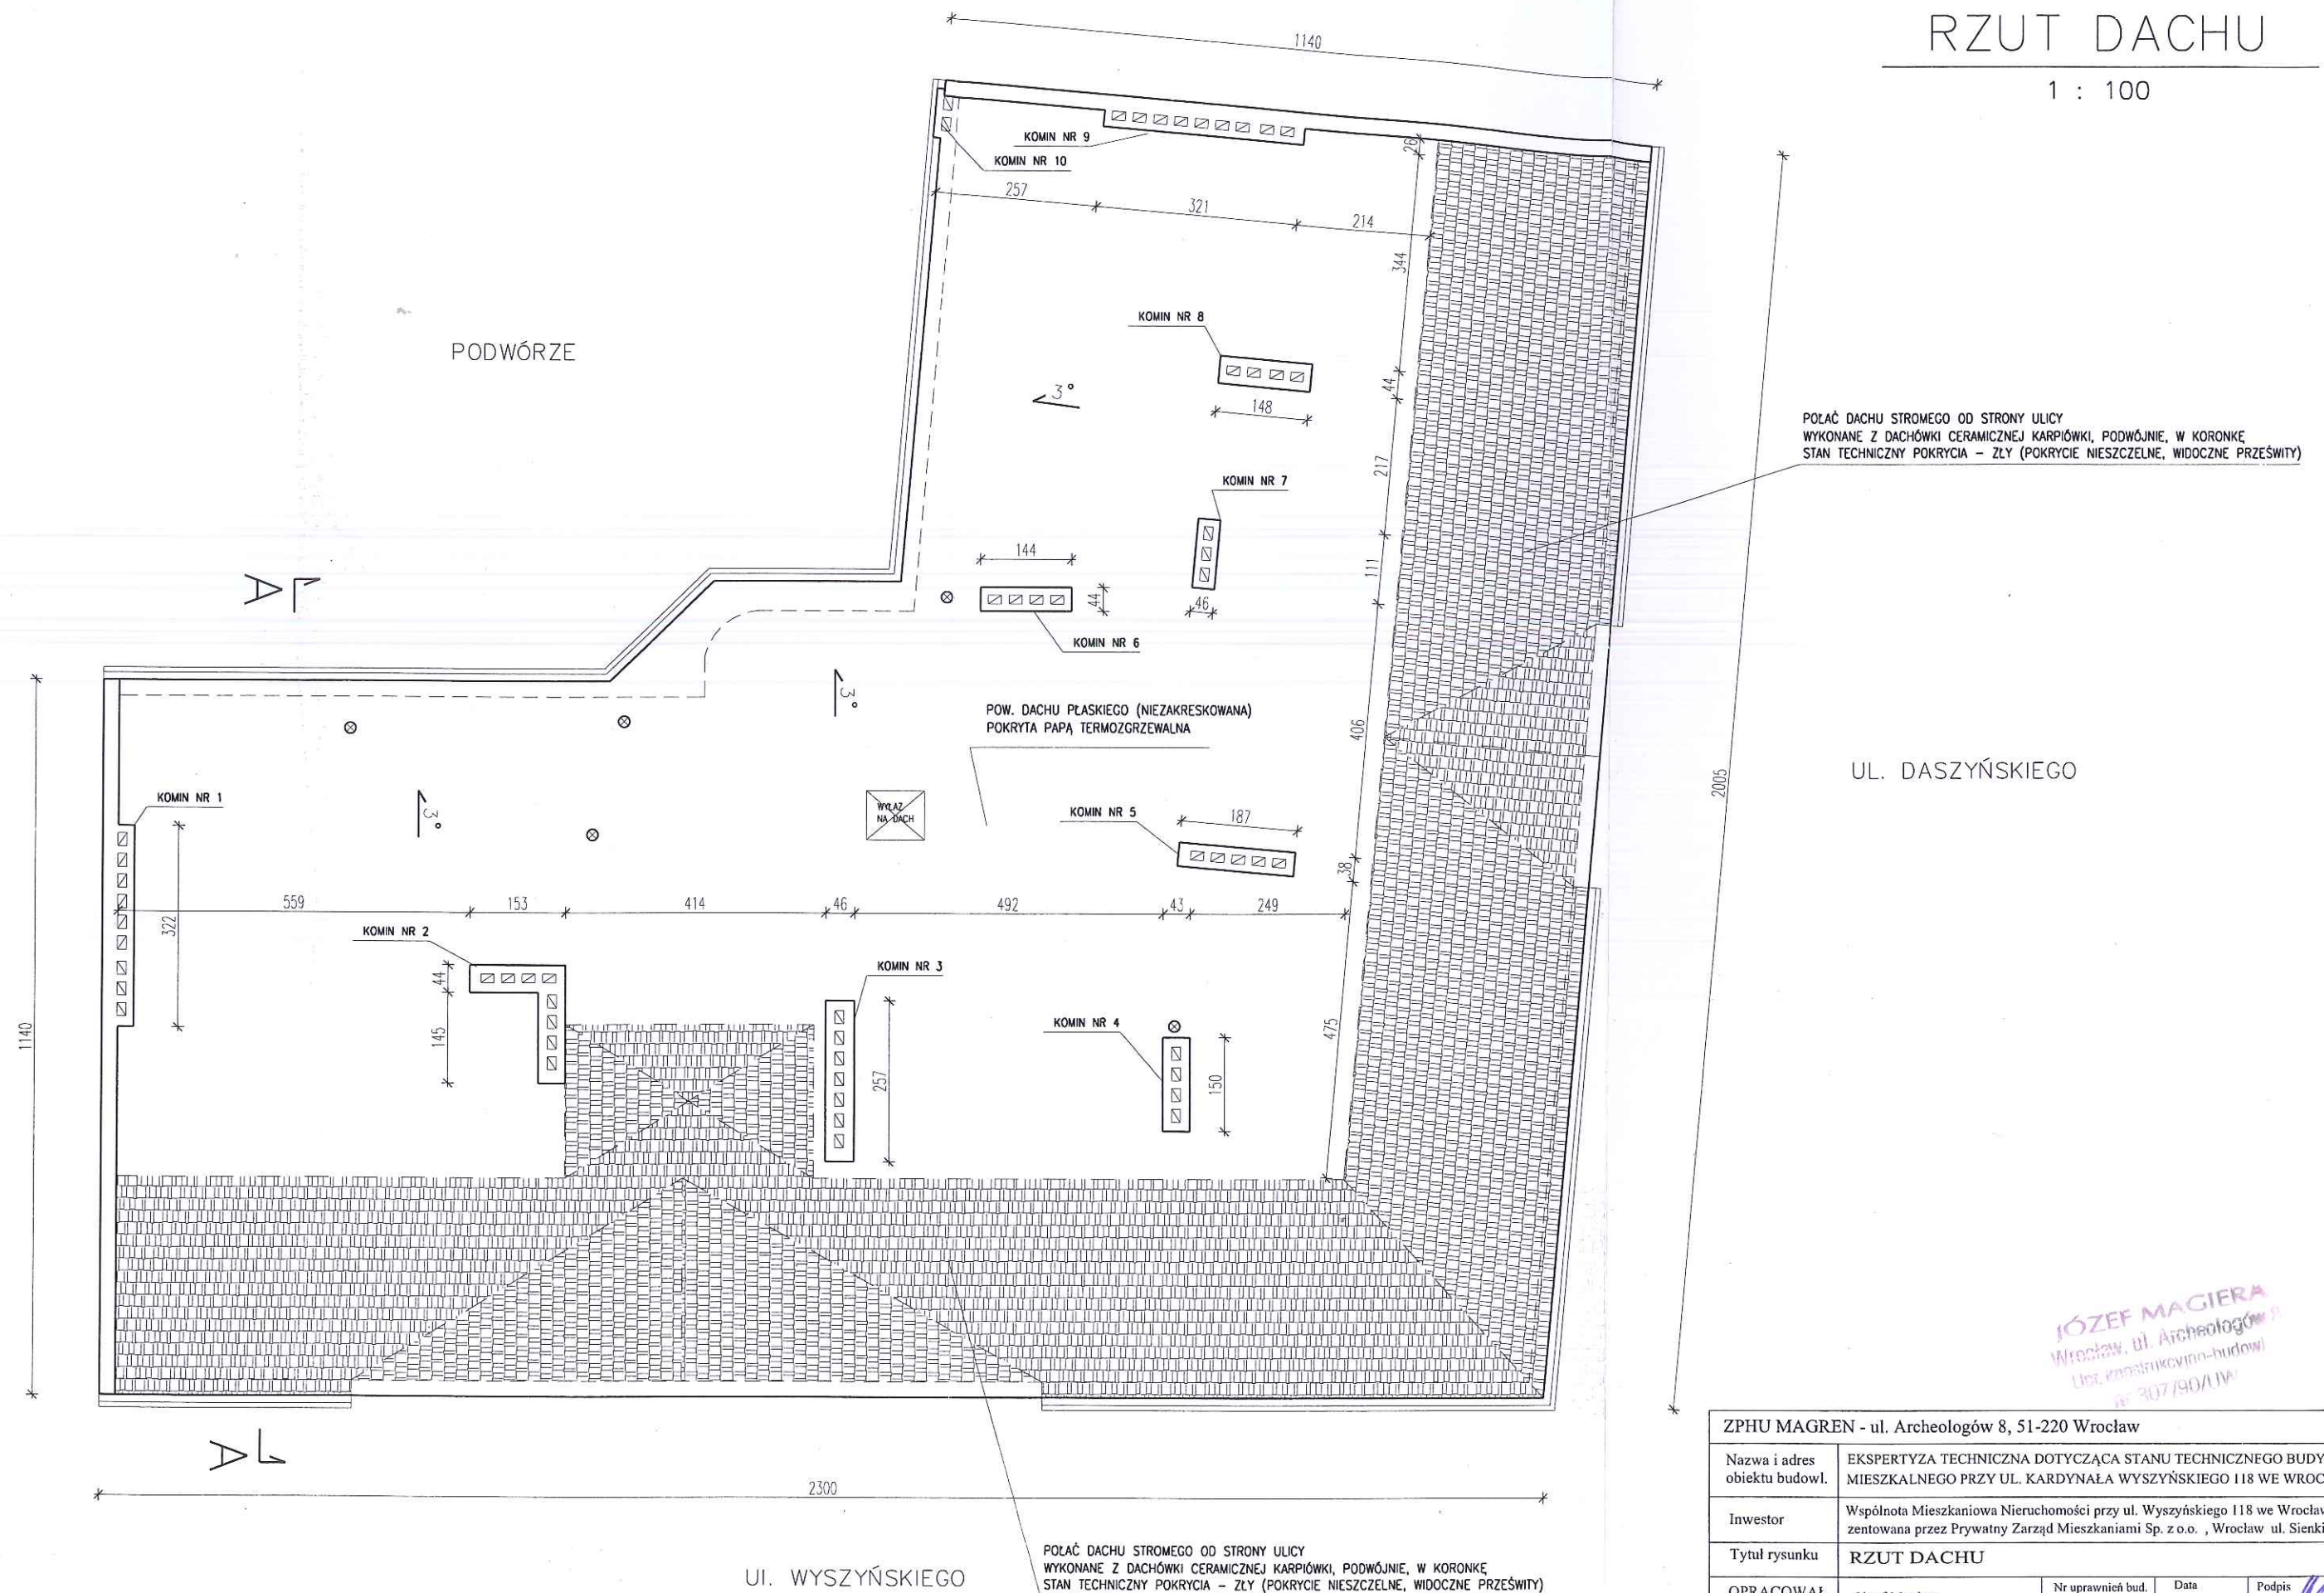 RZUT DACHU
1 : 100
1140
KOMIN NR 9
KOMIN NR 10
26
257
321
214
344
PODWÓRZE
KOMIN NR 8
3°
44
148
POŁAĆ DACHU STROMEGO OD STRONY ULICY
WYKONANE Z DACHÓWKI CERAMICZNEJ KARPIÓWKI, PODWÓJNIE, W KORONKĘ
STAN TECHNICZNY POKRYCIA – ZŁY (POKRYCIE NIESZCZELNE, WIDOCZNE PRZEŚWITY)
217
KOMIN NR 7
144
111
A
44
46
KOMIN NR 6
3°
POW. DACHU PŁASKIEGO (NIEZAKRESKOWANA)
POKRYTA PAPĄ TERMOZGRZEWALNA
406
2005
UL. DASZYŃSKIEGO
KOMIN NR 1
3°
WYŁAZ
NA DACH
KOMIN NR 5
187
38
559
153
414
46
492
43
249
322
KOMIN NR 2
44
KOMIN NR 3
145
KOMIN NR 4
475
1140
257
150
JÓZEF MAGIERA
Wrocław, ul. Archeologów
307/90/UW
A
2300
UI. WYSZYŃSKIEGO
POŁAĆ DACHU STROMEGO OD STRONY ULICY
WYKONANE Z DACHÓWKI CERAMICZNEJ KARPIÓWKI, PODWÓJNIE, W KORONKĘ
STAN TECHNICZNY POKRYCIA – ZŁY (POKRYCIE NIESZCZELNE, WIDOCZNE PRZEŚWITY)
ZPHU MAGREN - ul. Archeologów 8, 51-220 Wrocław
Nazwa i adres
obiektu budowl.
EKSPERTYZA TECHNICZNA DOTYCZĄCA STANU TECHNICZNEGO BUDY
MIESZKALNEGO PRZY UL. KARDYNAŁA WYSZYŃSKIEGO 118 WE WROC
Inwestor
Wspólnota Mieszkaniowa Nieruchomości przy ul. Wyszyńskiego 118 we Wrocław
zentowana przez Prywatny Zarząd Mieszkaniami Sp. z o.o. , Wrocław ul. Sienki
Tytuł rysunku
RZUT DACHU
OPRACOWAŁ
Nr uprawnień bud.
Data
Podpis